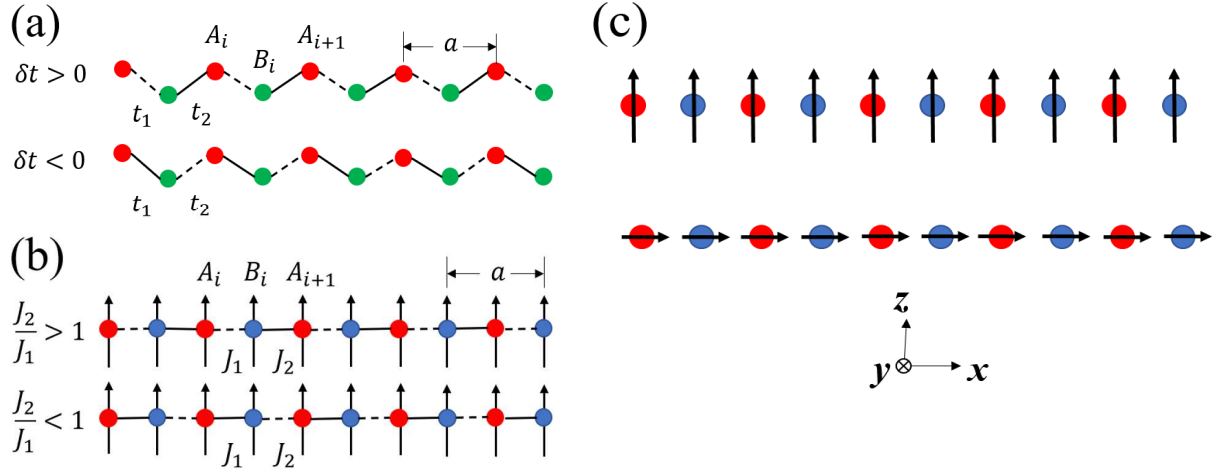 (a)
A_i
B_i
A_{i+1}
a
δt > 0
t_1
t_2
δt < 0
t_1
t_2
(b)
A_i
B_i
A_{i+1}
a
J_2/J_1 > 1
J_1
J_2
J_2/J_1 < 1
J_1
J_2
(c)
z
y
x